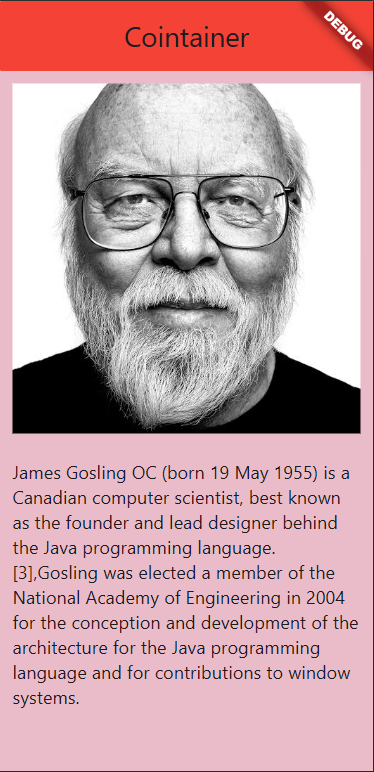 Cointainer
DEBUG
James Gosling OC (born 19 May 1955) is a
Canadian computer scientist, best known
as the founder and lead designer behind
the Java programming language.
[3],Gosling was elected a member of the
National Academy of Engineering in 2004
for the conception and development of the
architecture for the Java programming
language and for contributions to window
systems.